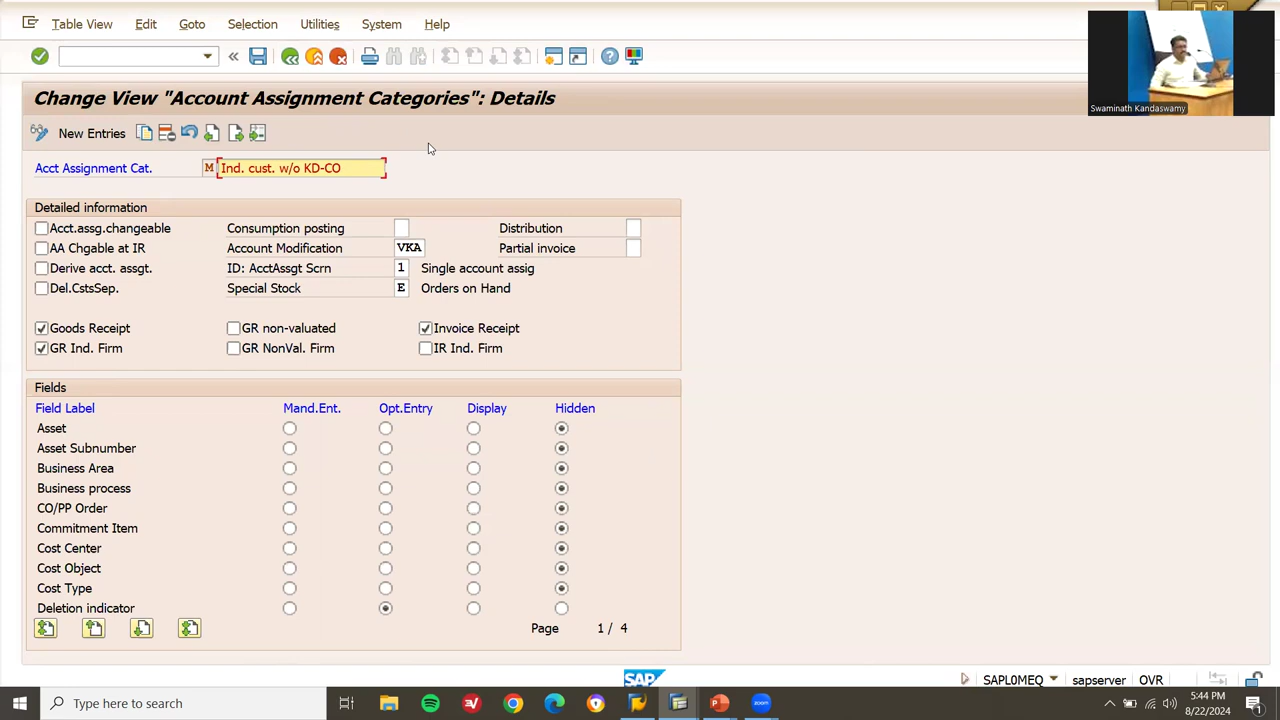 Table View Edit Goto Selection Utilities System Help
Swaminath Kandaswamy
Change View "Account Assignment Categories": Details
New Entries
Acct Assignment Cat. M Ind. cust. w/o KD-CO
Detailed information
Acct.assg.changeable Consumption posting Distribution
AA Chgable at IR Account Modification VKA Partial invoice
Derive acct. assgt. ID: AcctAssgt Scrn 1 Single account assig
Del.CstsSep. Special Stock E Orders on Hand
Goods Receipt GR non-valuated Invoice Receipt
GR Ind. Firm GR NonVal. Firm IR Ind. Firm
Fields
Field Label Mand.Ent. Opt.Entry Display Hidden
Asset
Asset Subnumber
Business Area
Business process
CO/PP Order
Commitment Item
Cost Center
Cost Object
Cost Type
Deletion indicator
Page 1 / 4
SAP SAPL0MEQ sapserver OVR
Type here to search zoom 5:44 PM
8/22/2024